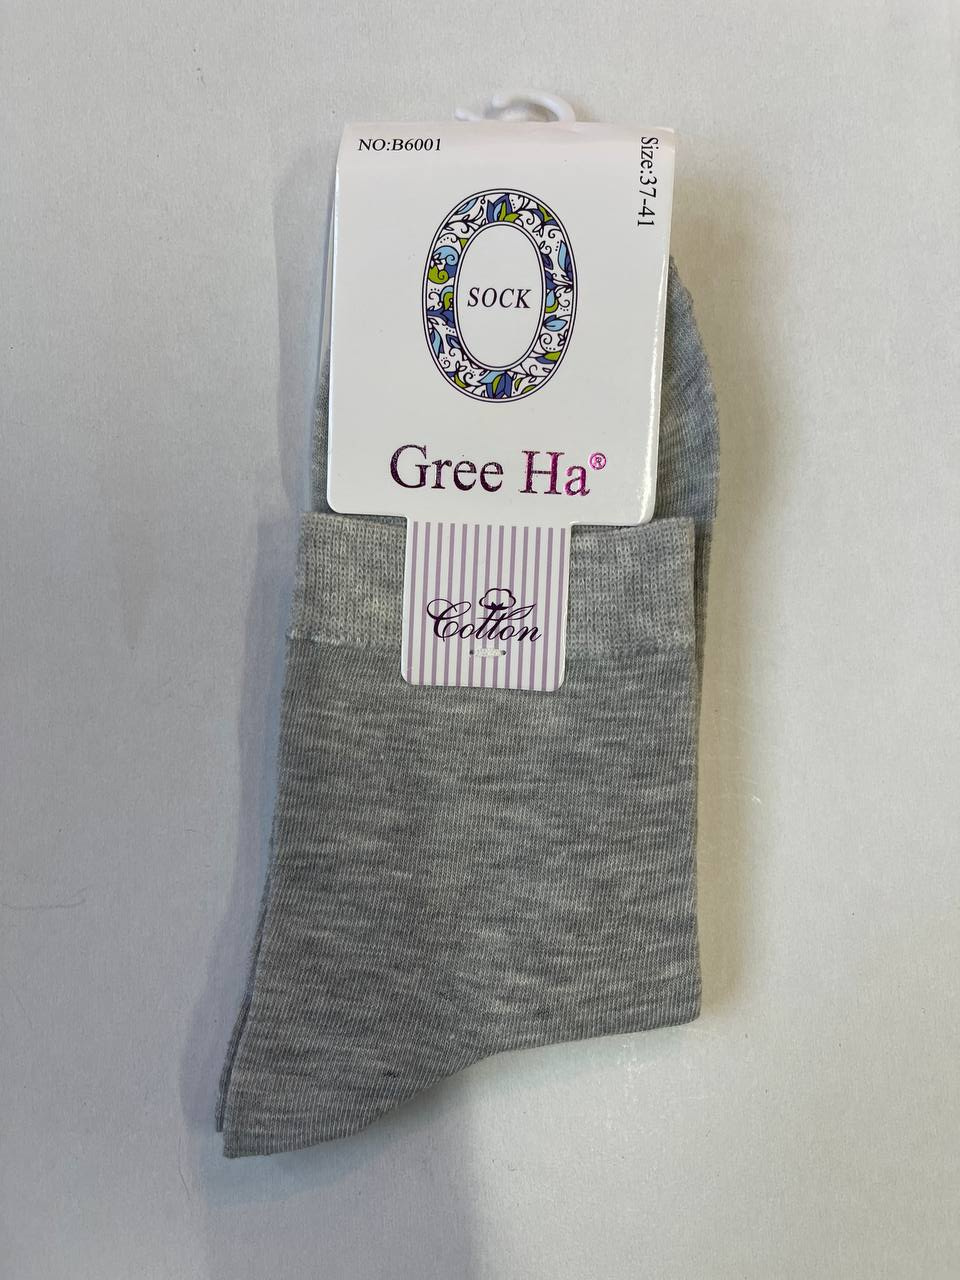 NO:B6001
Size:37-41
SOCK
Gree Ha®
Cotton